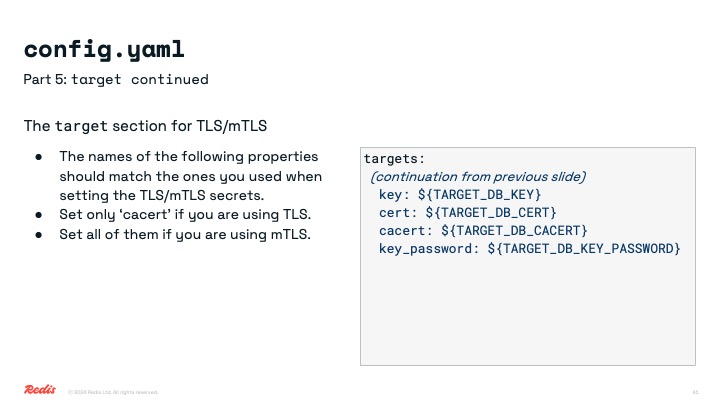 config.yaml
Part 5: target continued
The target section for TLS/mTLS
● The names of the following properties
should match the ones you used when
setting the TLS/mTLS secrets.
● Set only ‘cacert’ if you are using TLS.
● Set all of them if you are using mTLS.
targets:
(continuation from previous slide)
key: ${TARGET_DB_KEY}
cert: ${TARGET_DB_CERT}
cacert: ${TARGET_DB_CACERT}
key_password: ${TARGET_DB_KEY_PASSWORD}
Redis
© 2024 Redis Ltd. All rights reserved.